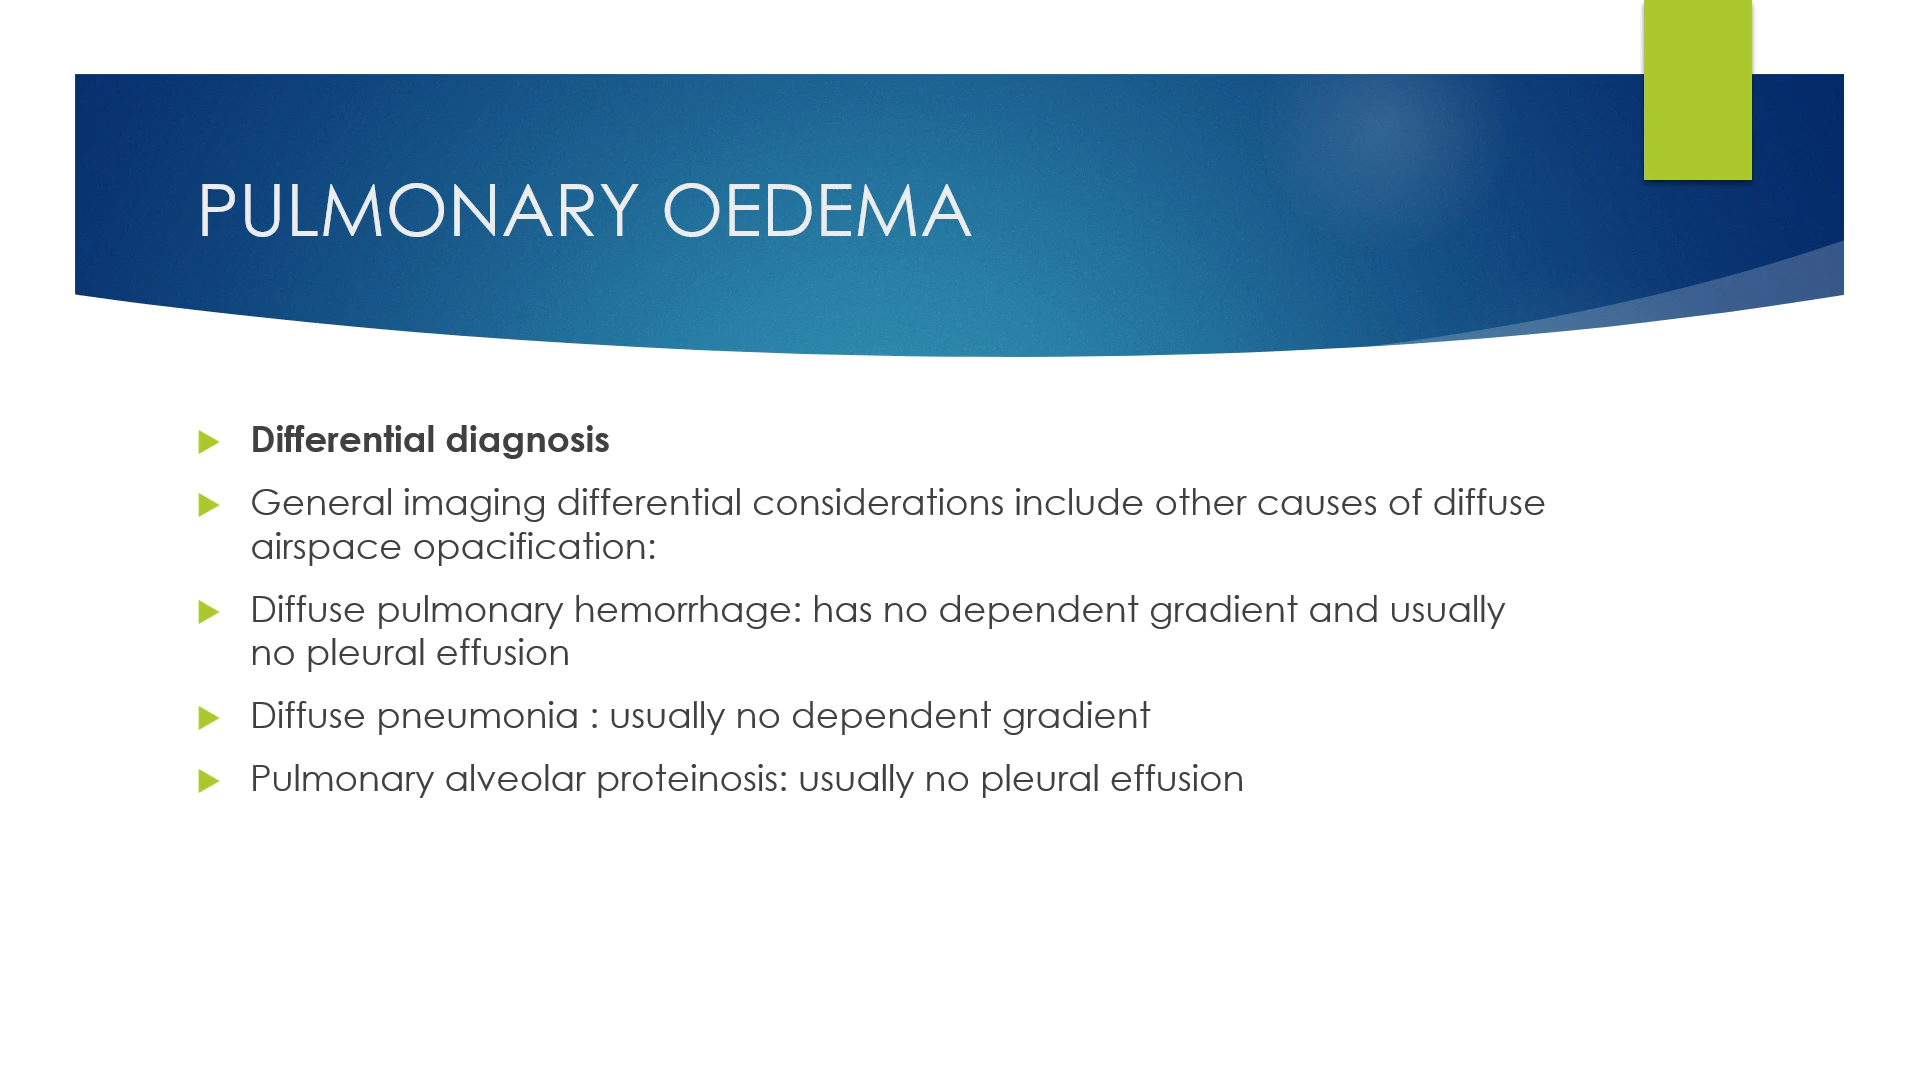 PULMONARY OEDEMA
Differential diagnosis
General imaging differential considerations include other causes of diffuse
airspace opacification:
Diffuse pulmonary hemorrhage: has no dependent gradient and usually
no pleural effusion
Diffuse pneumonia : usually no dependent gradient
Pulmonary alveolar proteinosis: usually no pleural effusion